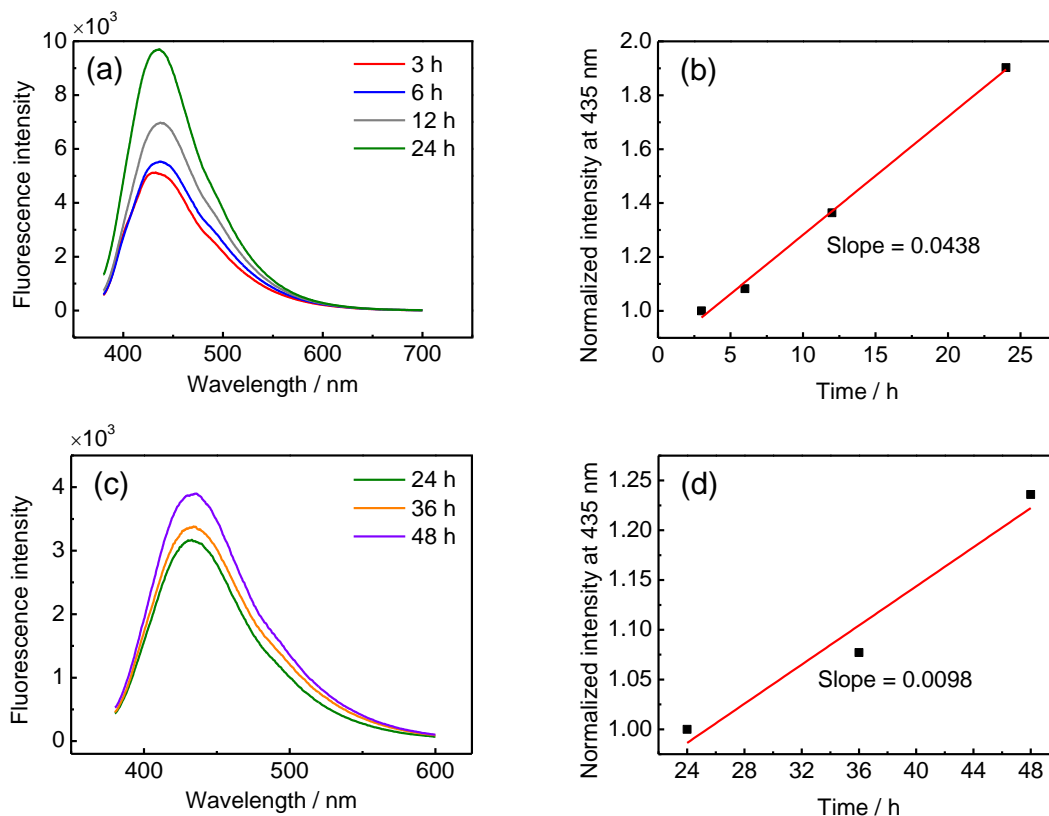 ×10³
(a)
3 h
6 h
12 h
24 h
Fluorescence intensity
10
8
6
4
2
0
400 500 600 700
Wavelength / nm
(b)
Normalized intensity at 435 nm
2.0
1.8
1.6
1.4
1.2
1.0
Slope = 0.0438
0 5 10 15 20 25
Time / h
×10³
(c)
24 h
36 h
48 h
Fluorescence intensity
4
3
2
1
0
400 500 600
Wavelength / nm
(d)
Normalized intensity at 435 nm
1.25
1.20
1.15
1.10
1.05
1.00
Slope = 0.0098
24 28 32 36 40 44 48
Time / h